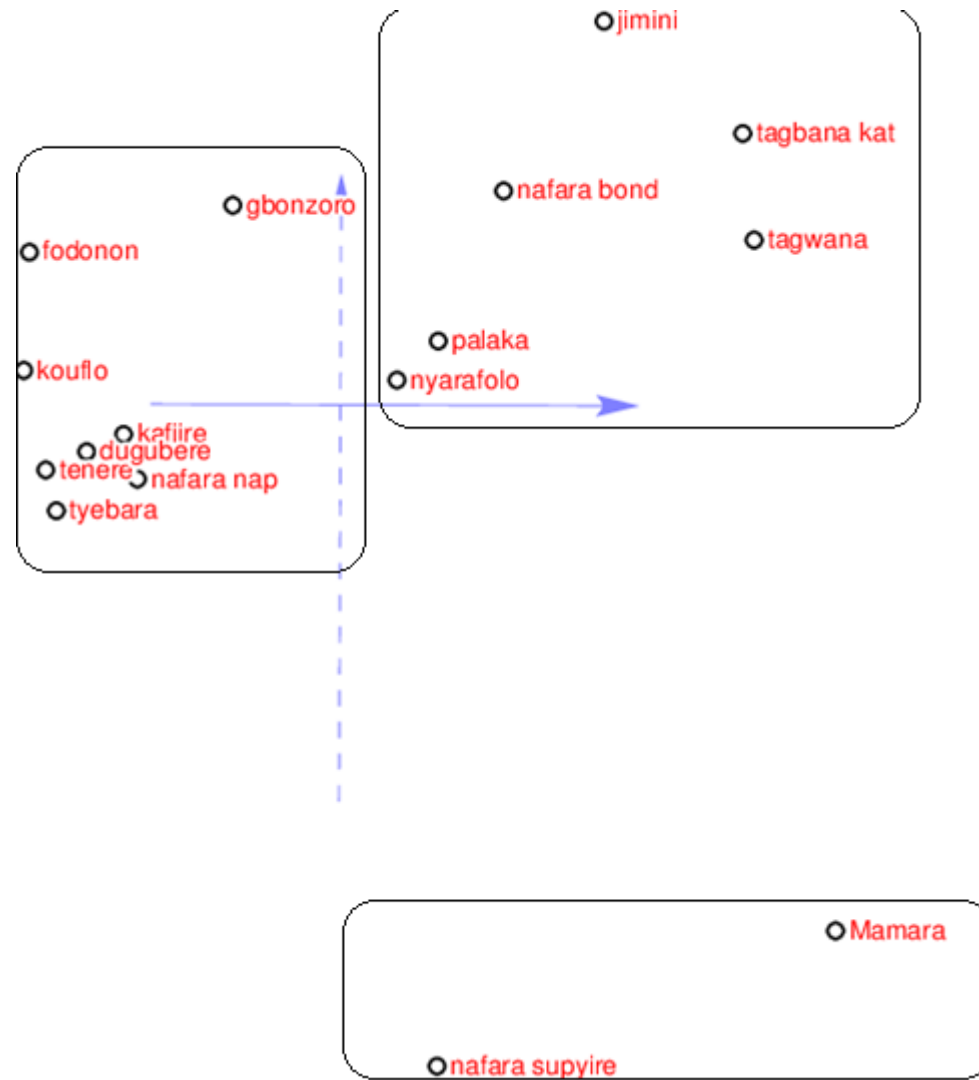 jimini
tagbana kat
nafara bond
gbonzoro
tagwana
fodonon
palaka
kouflo
nyarafolo
kafiire
dugubere
tenere
nafara nap
tyebara
Mamara
nafara supyire